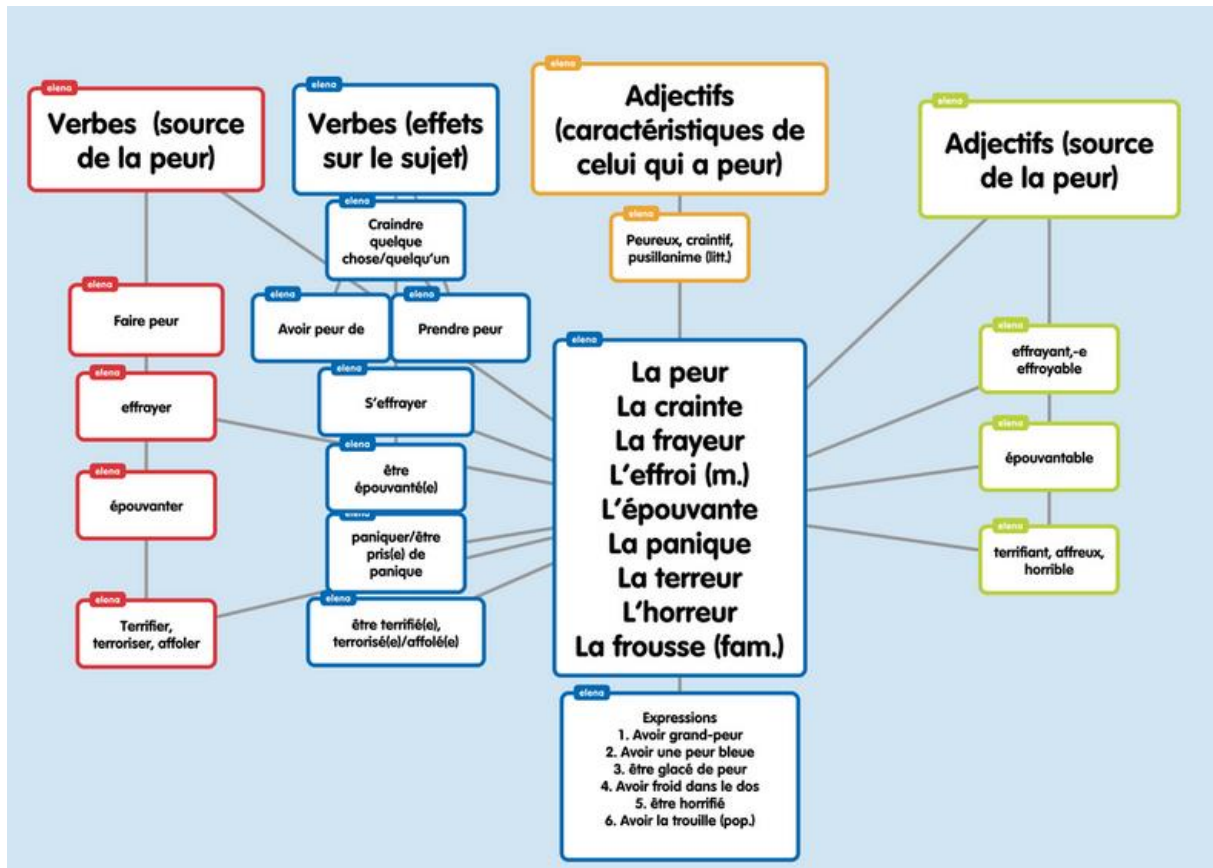 elena
Verbes (source
de la peur)
elena
Verbes (effets
sur le sujet)
elena
Adjectifs
(caractéristiques de
celui qui a peur)
elena
Adjectifs (source
de la peur)
elena
Craindre
quelque
chose/quelqu'un
elena
Peureux, craintif,
pusillanime (litt.)
elena
Faire peur
elena
Avoir peur de
elena
Prendre peur
elena
effrayant,-e
effroyable
elena
La peur
La crainte
La frayeur
L'effroi (m.)
L'épouvante
La panique
La terreur
L'horreur
La frousse (fam.)
elena
effrayer
elena
S'effrayer
elena
épouvantable
elena
être
épouvanté(e)
elena
épouvanter
elena
paniquer/être
pris(e) de
panique
elena
terrifiant, affreux,
horrible
elena
Terrifier,
terroriser, affoler
elena
être terrifié(e),
terrorisé(e)/affolé(e)
elena
Expressions
1. Avoir grand-peur
2. Avoir une peur bleue
3. être glacé de peur
4. Avoir froid dans le dos
5. être horrifié
6. Avoir la trouille (pop.)